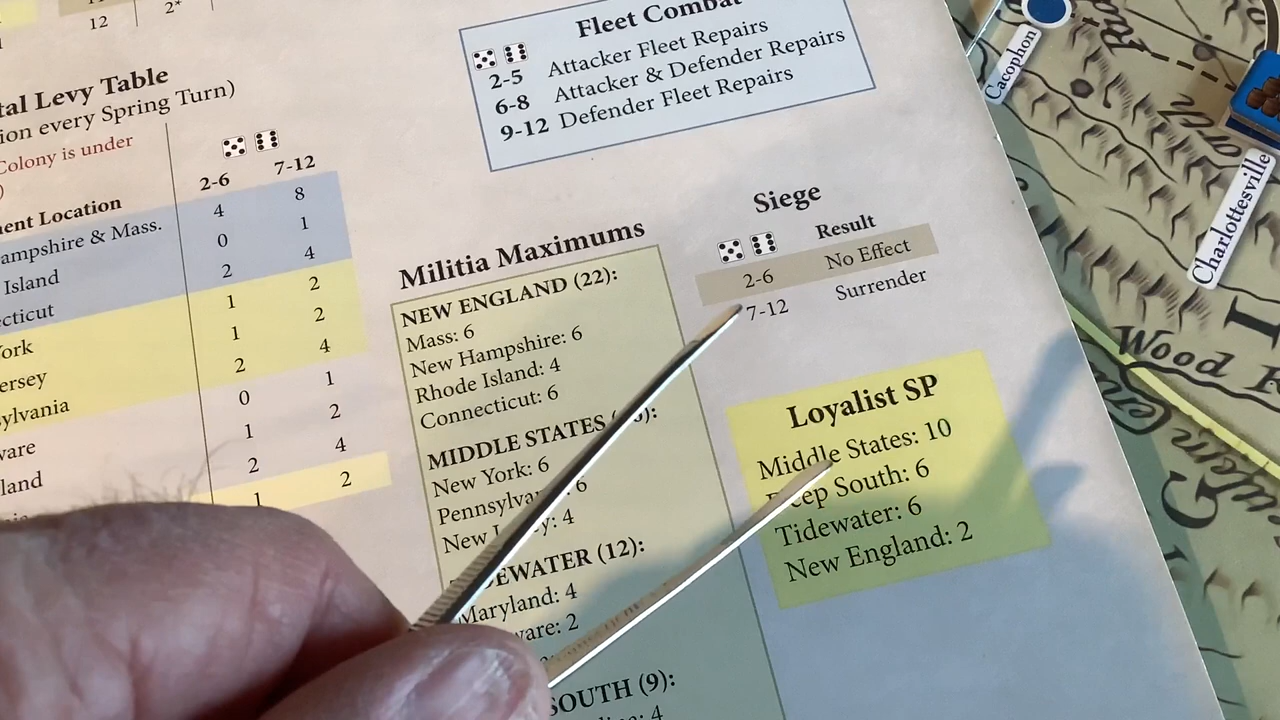 12
2*
tal Levy Table
ion every Spring Turn)
Colony is under
)
2-6 7-12
ment Location
ampshire & Mass. 4 8
Island 0 1
cticut 2 4
York 1 2
ersey 1 2
sylvania 2 4
ware 0 1
land 1 2
2 4
1 2
Fleet Combat
2-5 Attacker Fleet Repairs
6-8 Attacker & Defender Repairs
9-12 Defender Fleet Repairs
Militia Maximums
NEW ENGLAND (22):
Mass: 6
New Hampshire: 6
Rhode Island: 4
Connecticut: 6
MIDDLE STATES
New York: 6
Pennsylva 6
New J y: 4
EWATER (12):
Maryland: 4
ware: 2
SOUTH (9):
Siege
Result
2-6 No Effect
7-12 Surrender
Loyalist SP
Middle States: 10
Deep South: 6
Tidewater: 6
New England: 2
Cacophon
Charlottesville
Wood